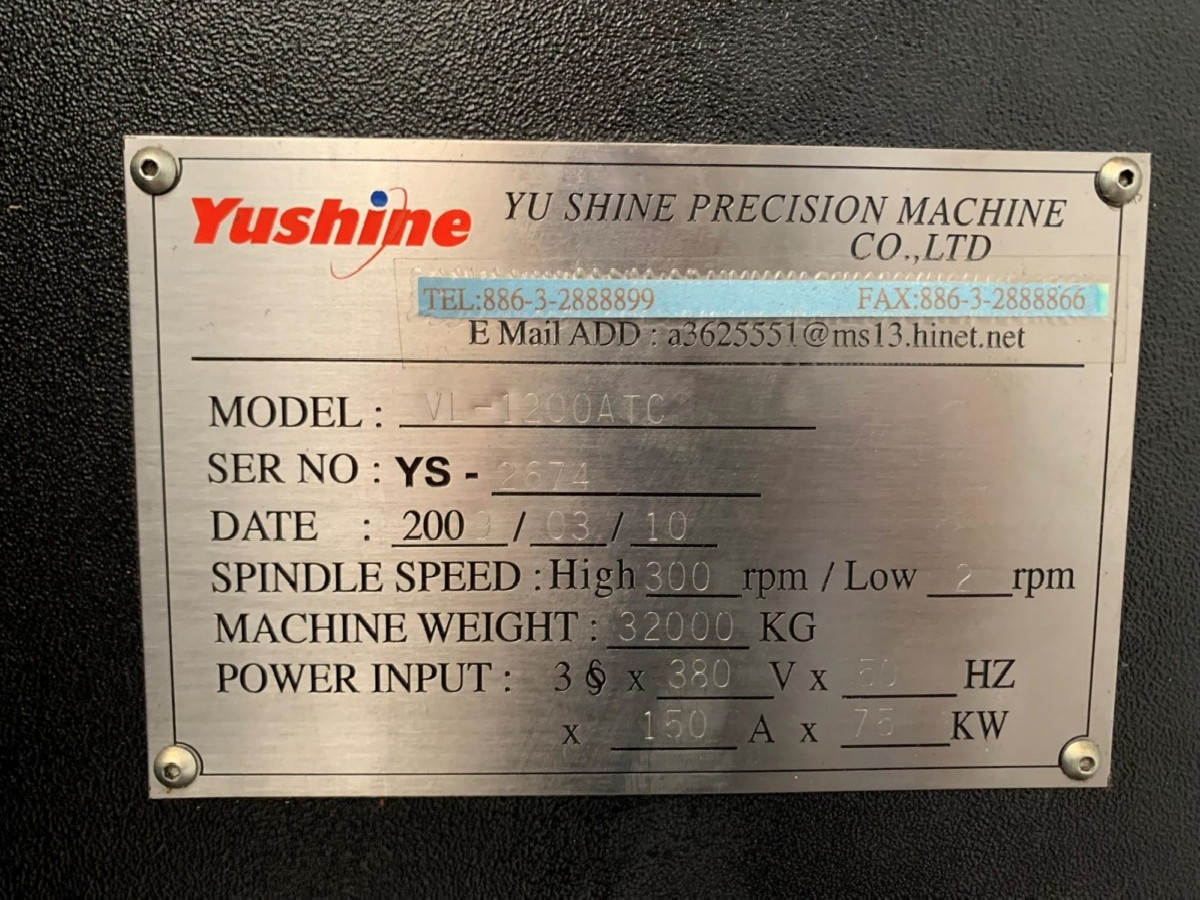 Yushine
YU SHINE PRECISION MACHINE
CO.,LTD
TEL:886-3-2888899 FAX:886-3-2888866
E Mail ADD : a3625551@ms13.hinet.net
MODEL : VL-1200ATC
SER NO : YS - 2674
DATE : 200 / 03 / 10
SPINDLE SPEED : High 300 rpm / Low 2 rpm
MACHINE WEIGHT : 32000 KG
POWER INPUT : 3 § x 380 V x 50 HZ
x 150 A x 75 KW